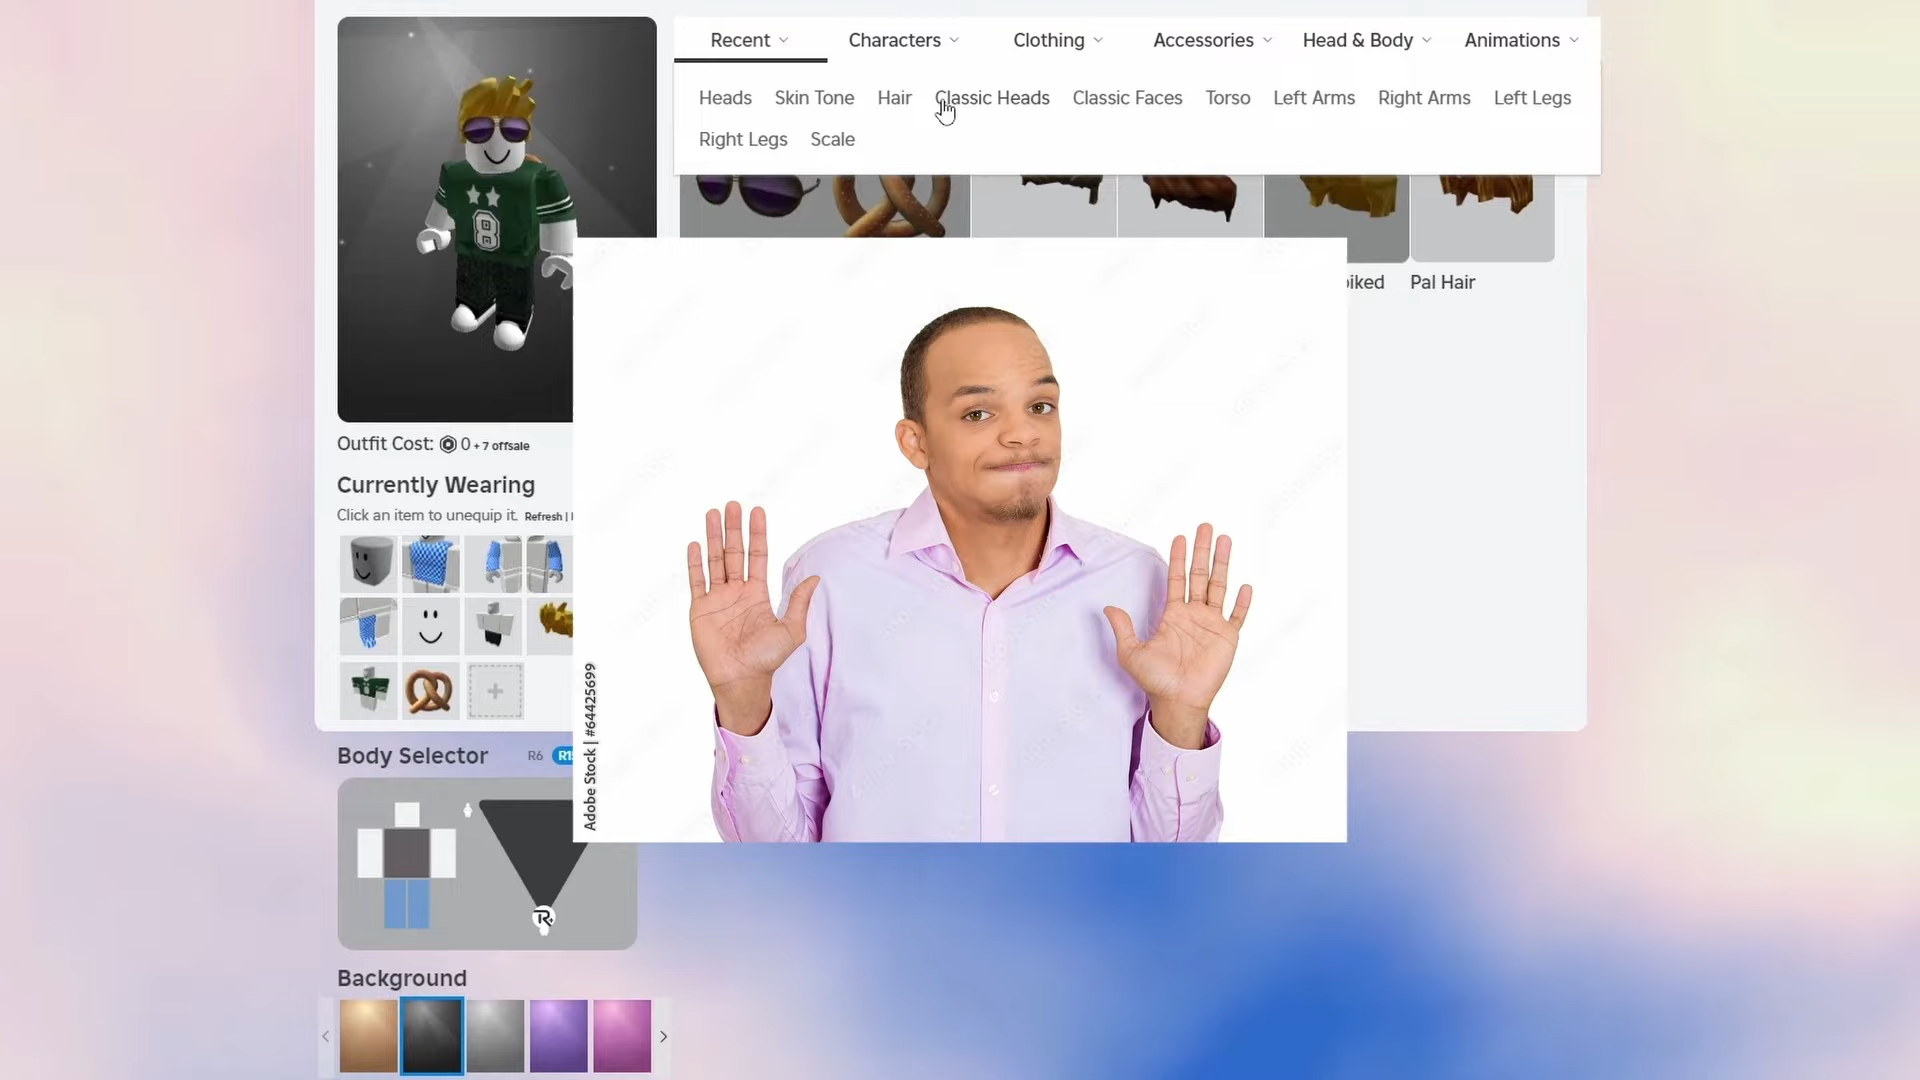 Recent Characters Clothing Accessories Head & Body Animations
Heads Skin Tone Hair Classic Heads Classic Faces Torso Left Arms Right Arms Left Legs
Right Legs Scale
Pal Hair
8
Outfit Cost: 0 + 7 offsale
Currently Wearing
Click an item to unequip it. Refresh |
Adobe Stock | #64425699
Body Selector R6
Background